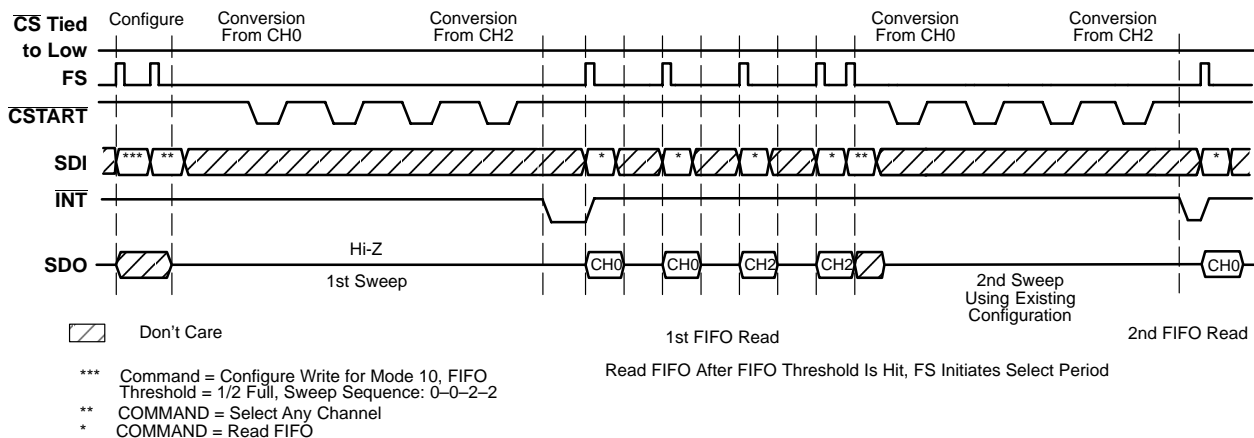 CS Tied
to Low
Configure
Conversion
From CH0
Conversion
From CH2
Conversion
From CH0
Conversion
From CH2
FS
CSTART
SDI
*** ** * * * * ** *
INT
SDO
Hi-Z
1st Sweep
CH0 CH0 CH2 CH2 CH0
2nd Sweep
Using Existing
Configuration
Don't Care
1st FIFO Read
2nd FIFO Read
Read FIFO After FIFO Threshold Is Hit, FS Initiates Select Period
*** Command = Configure Write for Mode 10, FIFO
Threshold = 1/2 Full, Sweep Sequence: 0–0–2–2
** COMMAND = Select Any Channel
* COMMAND = Read FIFO